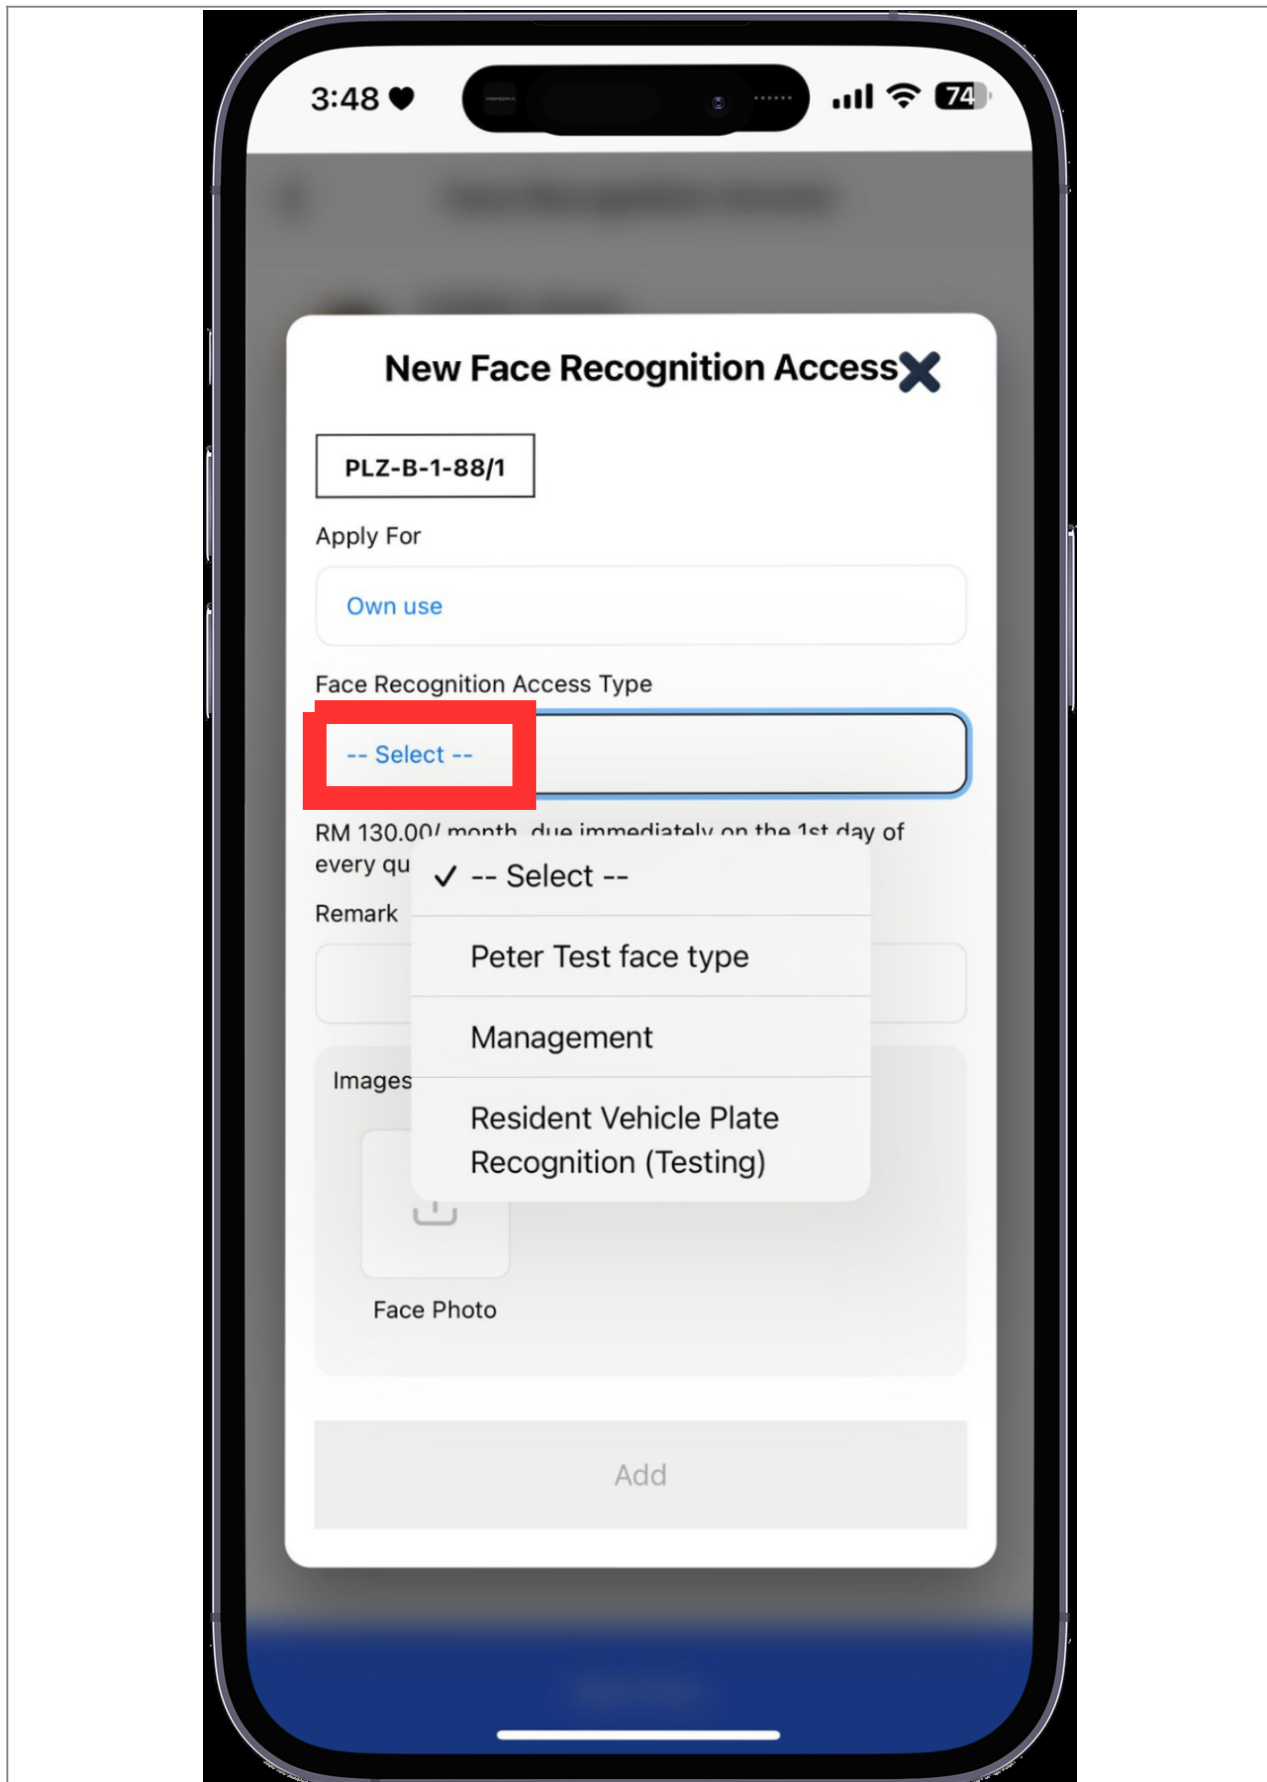 3:48
74
New Face Recognition Access
PLZ-B-1-88/1
Apply For
Own use
Face Recognition Access Type
-- Select --
RM 130.00/ month, due immediately on the 1st day of
every qu
Remark
-- Select --
Peter Test face type
Management
Resident Vehicle Plate
Recognition (Testing)
Images
Face Photo
Add